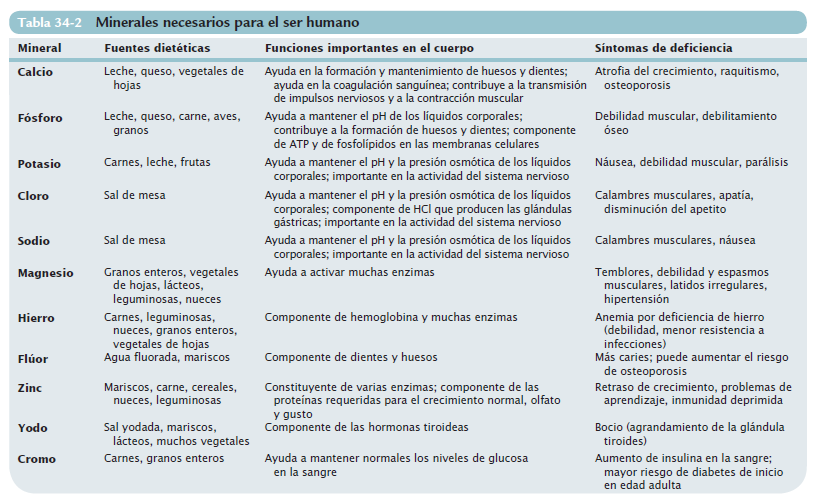 Tabla 34-2 Minerales necesarios para el ser humano
Mineral Fuentes dietéticas Funciones importantes en el cuerpo Síntomas de deficiencia
Calcio Leche, queso, vegetales de Ayuda en la formación y mantenimiento de huesos y dientes; Atrofia del crecimiento, raquitismo,
hojas ayuda en la coagulación sanguínea; contribuye a la transmisión osteoporosis
de impulsos nerviosos y a la contracción muscular
Fósforo Leche, queso, carne, aves, Ayuda a mantener el pH de los líquidos corporales; Debilidad muscular, debilitamiento
granos contribuye a la formación de huesos y dientes; componente óseo
de ATP y de fosfolípidos en las membranas celulares
Potasio Carnes, leche, frutas Ayuda a mantener el pH y la presión osmótica de los líquidos Náusea, debilidad muscular, parálisis
corporales; importante en la actividad del sistema nervioso
Cloro Sal de mesa Ayuda a mantener el pH y la presión osmótica de los líquidos Calambres musculares, apatía,
corporales; componente de HCl que producen las glándulas disminución del apetito
gástricas; importante en la actividad del sistema nervioso
Sodio Sal de mesa Ayuda a mantener el pH y la presión osmótica de los líquidos Calambres musculares, náusea
corporales; importante en la actividad del sistema nervioso
Magnesio Granos enteros, vegetales Ayuda a activar muchas enzimas Temblores, debilidad y espasmos
de hojas, lácteos, musculares, latidos irregulares,
leguminosas, nueces hipertensión
Hierro Carnes, leguminosas, Componente de hemoglobina y muchas enzimas Anemia por deficiencia de hierro
nueces, granos enteros, (debilidad, menor resistencia a
vegetales de hojas infecciones)
Flúor Agua fluorada, mariscos Componente de dientes y huesos Más caries; puede aumentar el riesgo
de osteoporosis
Zinc Mariscos, carne, cereales, Constituyente de varias enzimas; componente de las Retraso de crecimiento, problemas de
nueces, leguminosas proteínas requeridas para el crecimiento normal, olfato aprendizaje, inmunidad deprimida
y gusto
Yodo Sal yodada, mariscos, Componente de las hormonas tiroideas Bocio (agrandamiento de la glándula
lácteos, muchos vegetales tiroides)
Cromo Carnes, granos enteros Ayuda a mantener normales los niveles de glucosa Aumento de insulina en la sangre;
en la sangre mayor riesgo de diabetes de inicio
en edad adulta